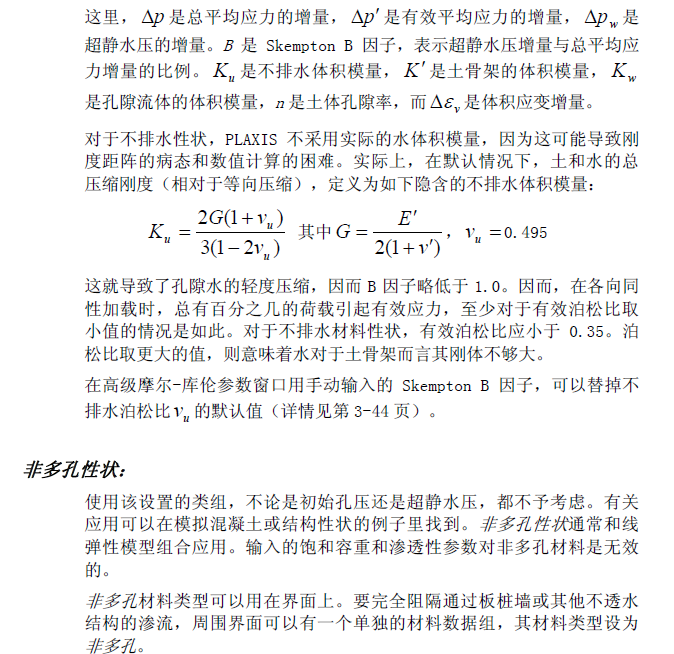 这里，Δp 是总平均应力的增量，Δp′ 是有效平均应力的增量，Δp_w 是
超静水压的增量。B 是 Skempton B 因子，表示超静水压增量与总平均应
力增量的比例。K_u 是不排水体积模量，K′ 是土骨架的体积模量，K_w
是孔隙流体的体积模量，n 是土体孔隙率，而 Δε_v 是体积应变增量。
对于不排水性状，PLAXIS 不采用实际的水体积模量，因为这可能导致刚
度距阵的病态和数值计算的困难。实际上，在默认情况下，土和水的总
压缩刚度（相对于等向压缩），定义为如下隐含的不排水体积模量：
K_u = 2G(1+ν_u) / 3(1−2ν_u) 其中 G = E′ / 2(1+ν′)，ν_u =0.495
这就导致了孔隙水的轻度压缩，因而 B 因子略低于 1.0。因而，在各向同
性加载时，总有百分之几的荷载引起有效应力，至少对于有效泊松比取
小值的情况是如此。对于不排水材料性状，有效泊松比应小于 0.35。泊
松比取更大的值，则意味着水对于土骨架而言其刚体不够大。
在高级摩尔-库伦参数窗口用手动输入的 Skempton B 因子，可以替掉不
排水泊松比 ν_u 的默认值（详情见第 3-44 页）。
非多孔性状：
使用该设置的类组，不论是初始孔压还是超静水压，都不予考虑。有关
应用可以在模拟混凝土或结构性状的例子里找到。非多孔性状通常和线
弹性模型组合应用。输入的饱和容重和渗透性参数对非多孔材料是无效
的。
非多孔材料类型可以用在界面上。要完全阻隔通过板桩墙或其他不透水
结构的渗流，周围界面可以有一个单独的材料数据组，其材料类型设为
非多孔。